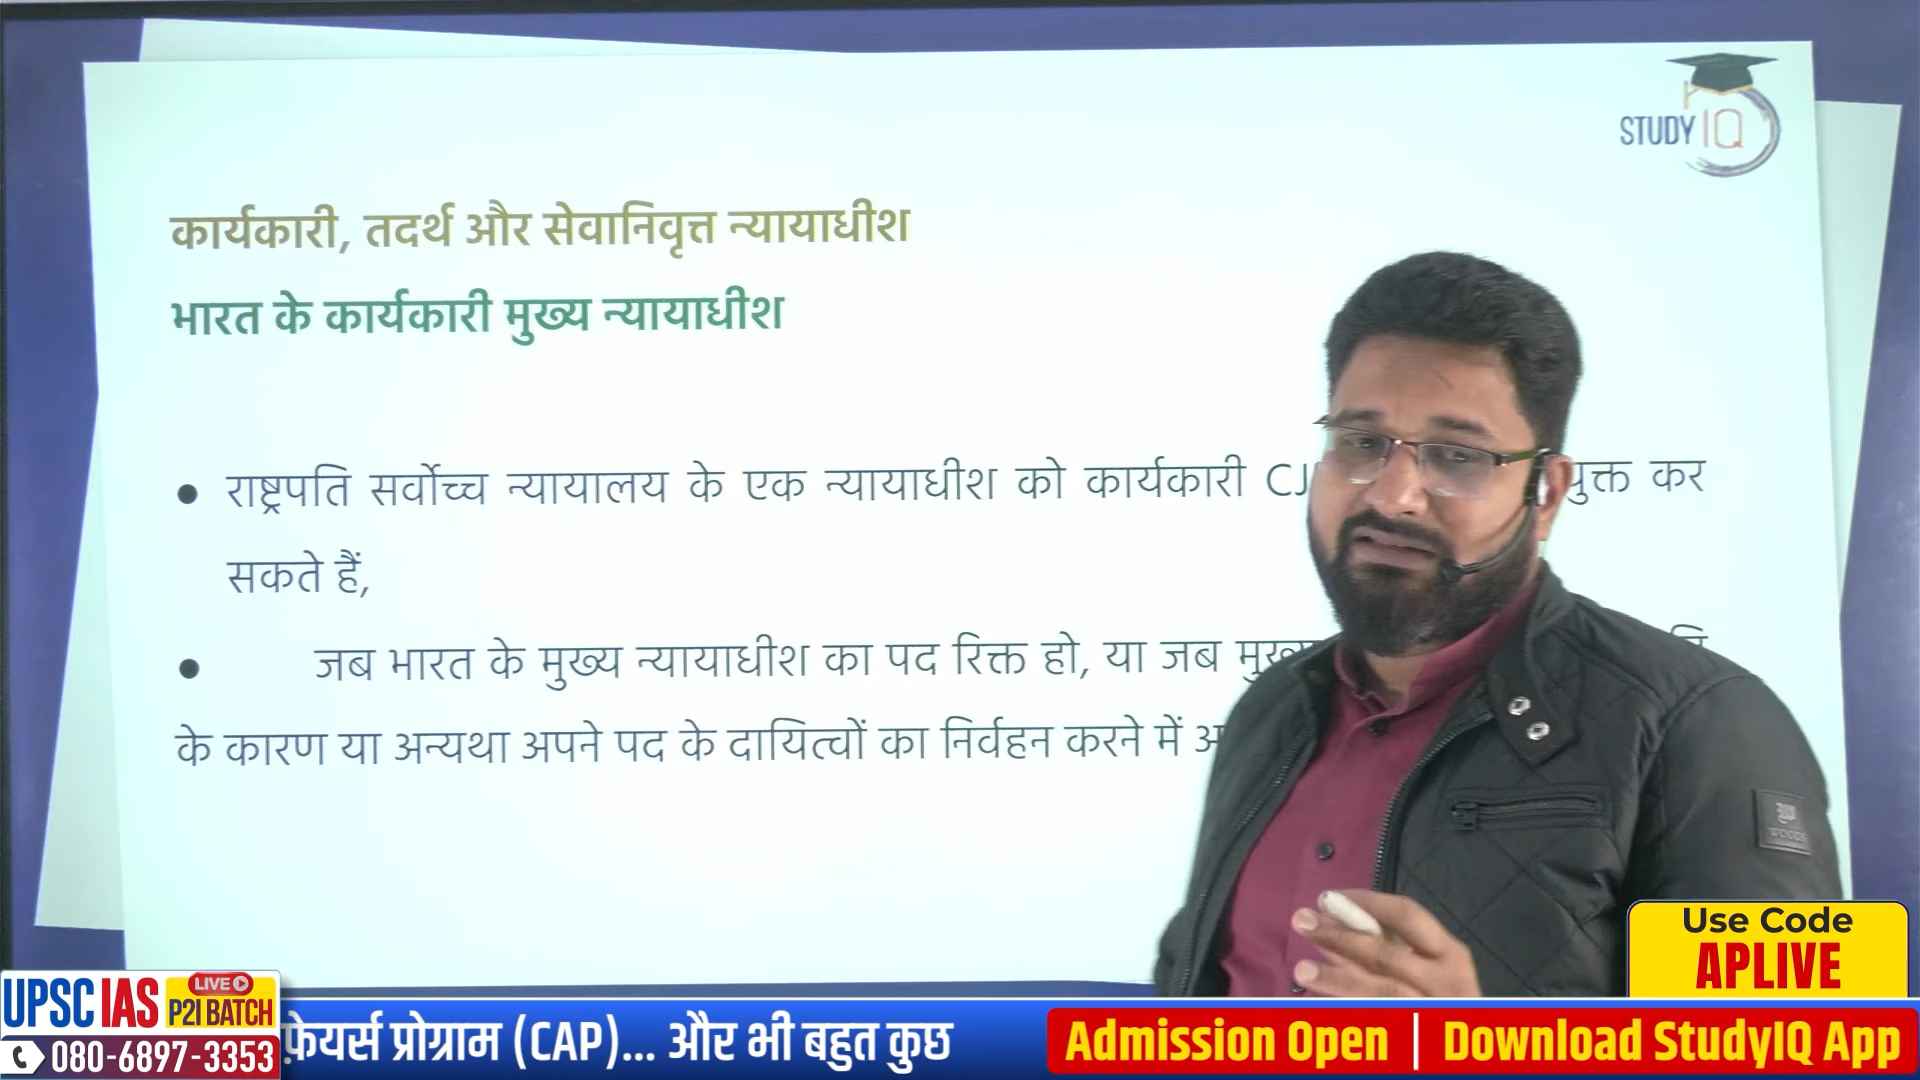 STUDY IQ
कार्यकारी, तदर्थ और सेवानिवृत्त न्यायाधीश
भारत के कार्यकारी मुख्य न्यायाधीश
● राष्ट्रपति सर्वोच्च न्यायालय के एक न्यायाधीश को कार्यकारी कर
सकते हैं,
● जब भारत के मुख्य न्यायाधीश का पद रिक्त हो, या जब
के कारण या अन्यथा अपने पद के दायित्वों का निर्वहन करने में
WOODS
Use Code
APLIVE
UPSC IAS LIVE P2I BATCH
080-6897-3353
फ़ेयर्स प्रोग्राम (CAP)... और भी बहुत कुछ
Admission Open | Download StudyIQ App